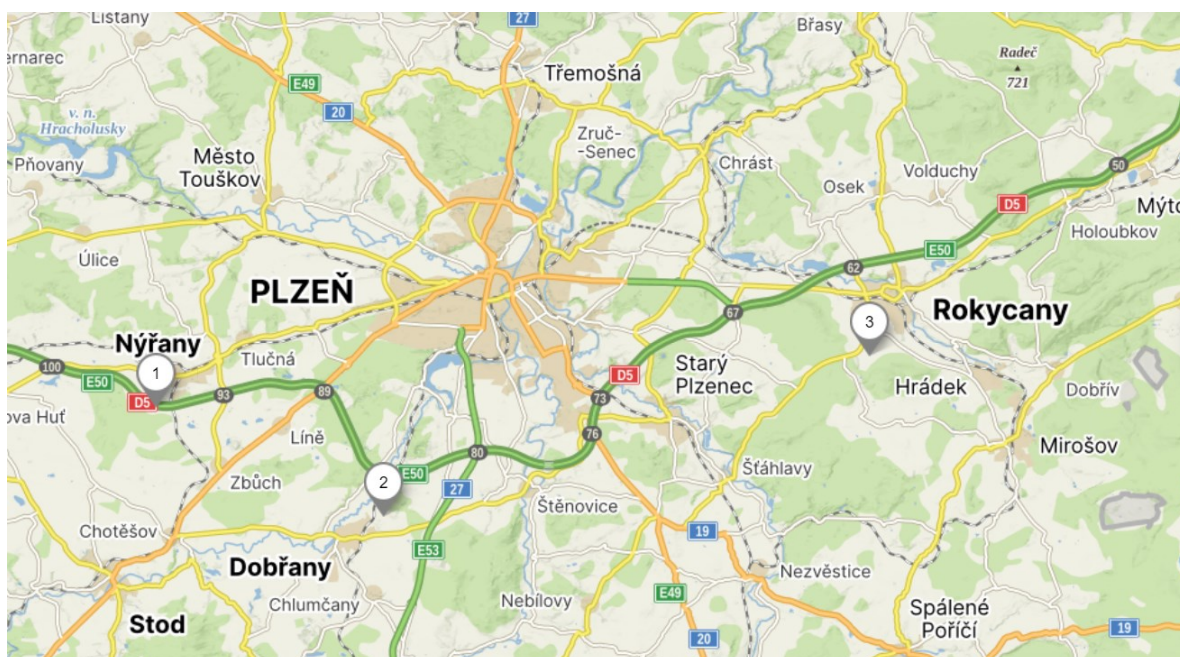 Líšťany
27
Břasy
Radeč
721
ernarec
E49
Třemošná
20
v. n.
Hracholusky
Zruč-
-Senec
Pňovany
Město
Touškov
Chrást
Osek
Volduchy
50
D5
Mýto
Holoubkov
E50
Úlice
PLZEŇ
62
Rokycany
67
3
Nýřany
Tlučná
1
100
E50
D5
93
89
D5
Starý
Plzenec
Hrádek
Dobřív
ova Huť
73
76
Líně
80
Mirošov
Zbůch
2
E50
27
Šťáhlavy
Štěnovice
Chotěšov
19
Dobřany
E53
Nezvěstice
Chlumčany
Nebílovy
E49
Spálené
Poříčí
Stod
20
19